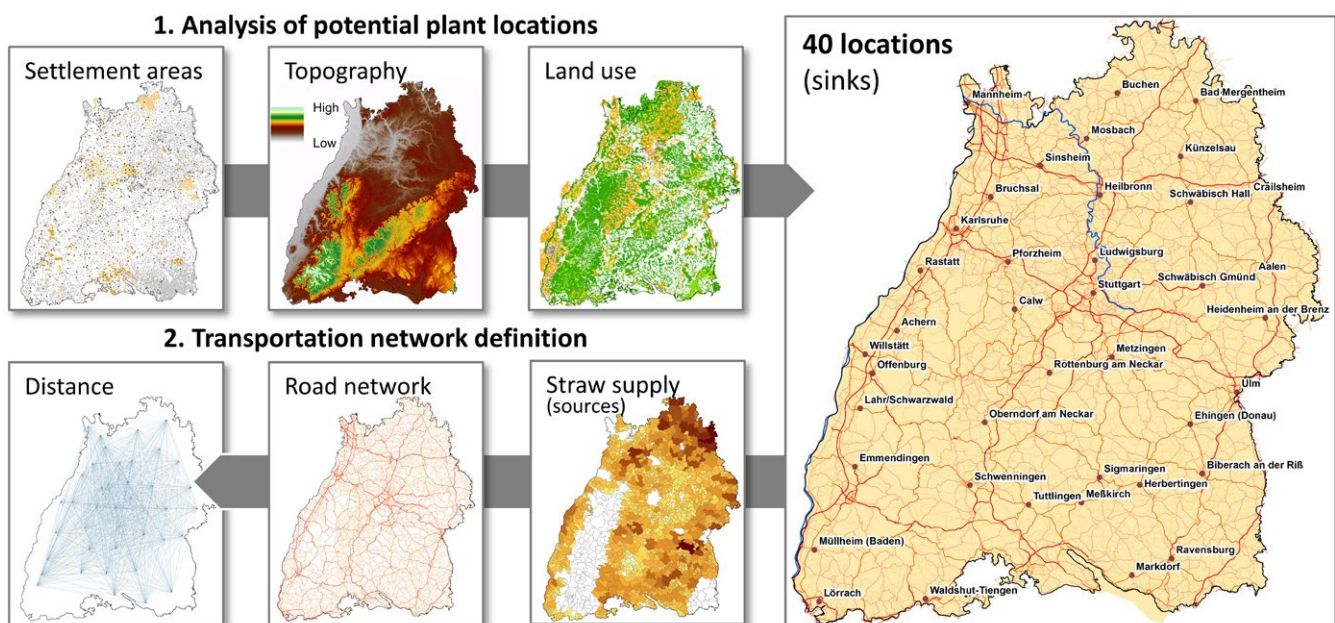 1. Analysis of potential plant locations
Settlement areas
Topography
High
Low
Land use
2. Transportation network definition
Distance
Road network
Straw supply
(sources)
40 locations
(sinks)
Mannheim
Buchen
Bad Mergentheim
Mosbach
Künzelsau
Sinsheim
Bruchsal
Heilbronn
Schwäbisch Hall
Crailsheim
Karlsruhe
Rastatt
Pforzheim
Ludwigsburg
Aalen
Schwäbisch Gmünd
Stuttgart
Calw
Heidenheim an der Brenz
Achern
Willstätt
Metzingen
Offenburg
Rottenburg am Neckar
Ulm
Lahr/Schwarzwald
Oberndorf am Neckar
Ehingen (Donau)
Emmendingen
Schwenningen
Sigmaringen
Biberach an der Riß
Herbertingen
Tuttlingen
Meßkirch
Müllheim (Baden)
Ravensburg
Markdorf
Lörrach
Waldshut-Tiengen